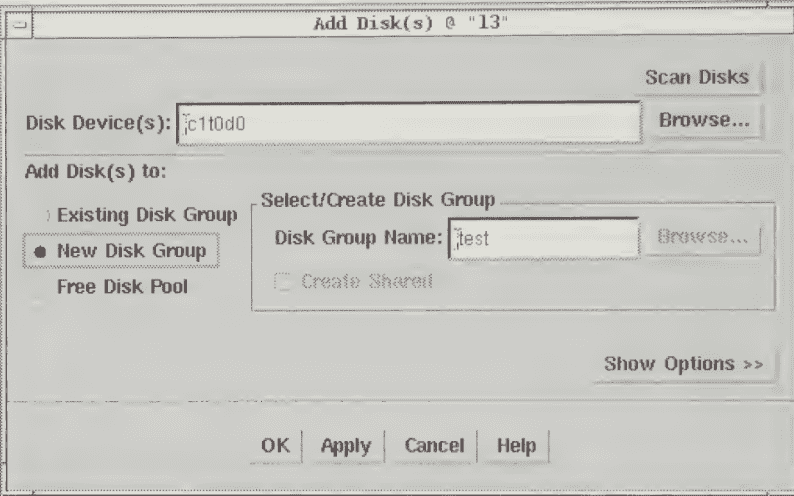 Add Disk(s) @ "l3"
Scan Disks
Disk Device(s): c1t0d0 Browse...
Add Disk(s) to:
Existing Disk Group
New Disk Group
Free Disk Pool
Select/Create Disk Group
Disk Group Name: test Browse...
Create Shared
Show Options >>
OK Apply Cancel Help